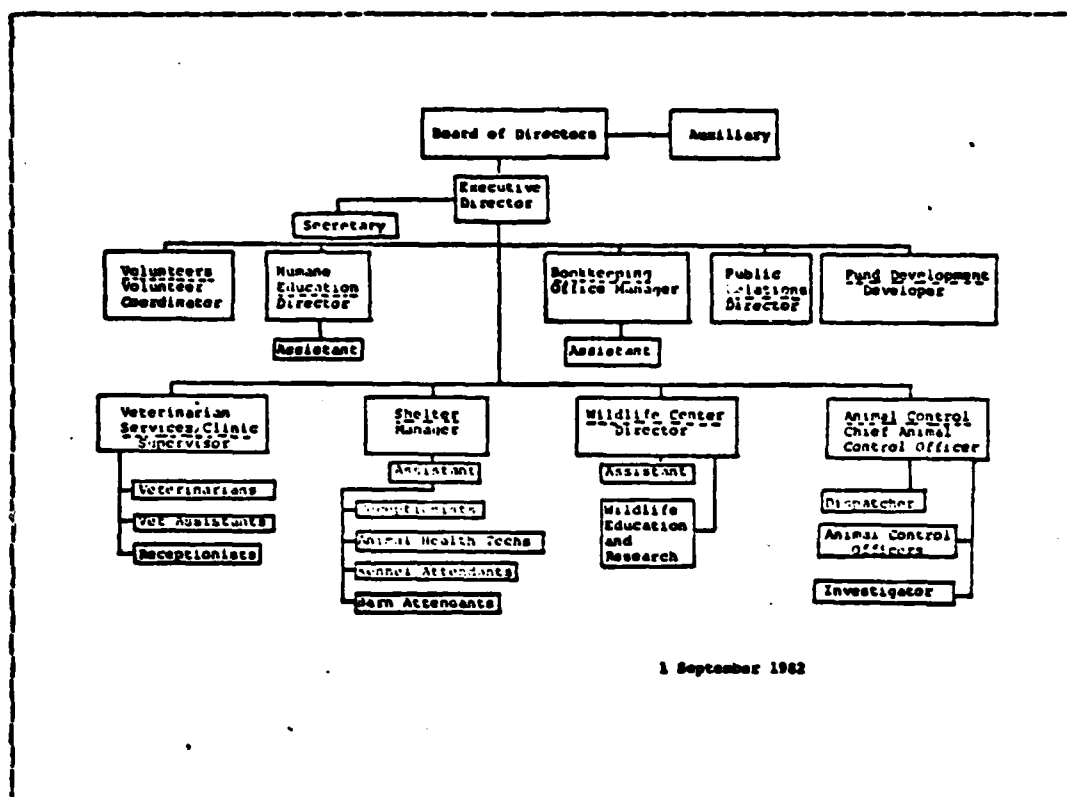 Board of Directors
Auxiliary
Executive
Director
Secretary
Volunteers
Volunteer
Coordinator
Humane
Education
Director
Bookkeeping
Office Manager
Public
Relations
Director
Fund Development
Developer
Assistant
Assistant
Veterinarian
Services/Clinic
Supervisor
Shelter
Manager
Wildlife Center
Director
Animal Control
Chief Animal
Control Officer
Assistant
Assistant
Veterinarians
Vet Assistants
Receptionists
Receptionists
Animal Health Techs
Kennel Attendants
Barn Attendants
Wildlife
Education
and
Research
Dispatcher
Animal Control
Officers
Investigator
1 September 1982